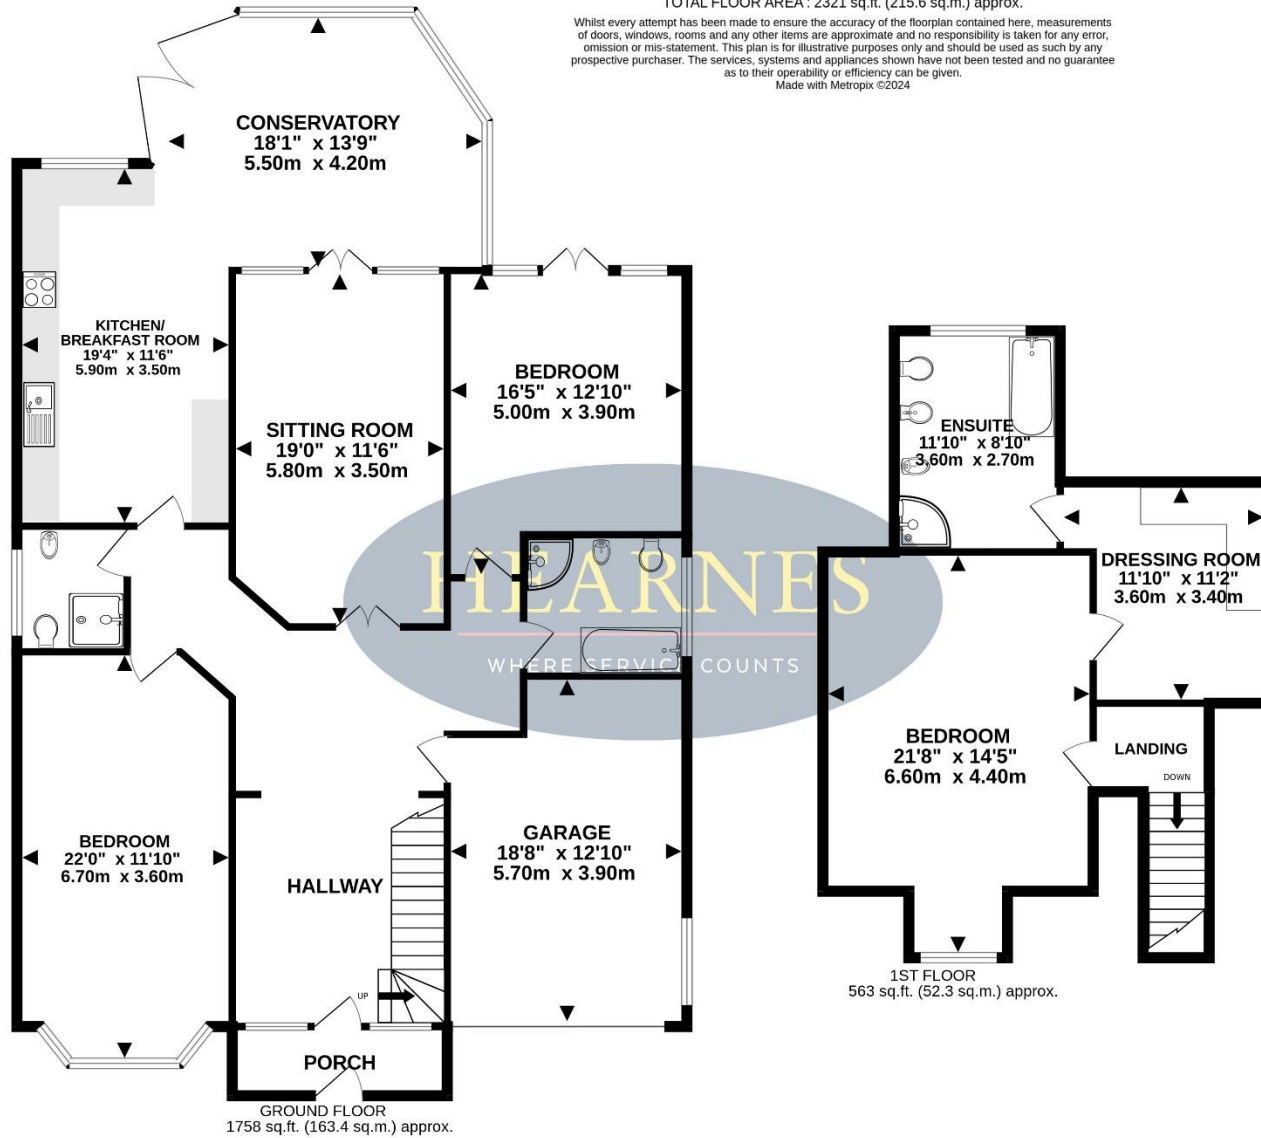 TOTAL FLOOR AREA : 2321 sq.ft. (215.6 sq.m.) approx.
Whilst every attempt has been made to ensure the accuracy of the floorplan contained here, measurements
of doors, windows, rooms and any other items are approximate and no responsibility is taken for any error,
omission or mis-statement. This plan is for illustrative purposes only and should be used as such by any
prospective purchaser. The services, systems and appliances shown have not been tested and no guarantee
as to their operability or efficiency can be given.
Made with Metropix ©2024
CONSERVATORY
18'1" x 13'9"
5.50m x 4.20m
KITCHEN/
BREAKFAST ROOM
19'4" x 11'6"
5.90m x 3.50m
SITTING ROOM
19'0" x 11'6"
5.80m x 3.50m
BEDROOM
16'5" x 12'10"
5.00m x 3.90m
HEARNES
WHERE SERVICE COUNTS
BEDROOM
22'0" x 11'10"
6.70m x 3.60m
HALLWAY
UP
GARAGE
18'8" x 12'10"
5.70m x 3.90m
PORCH
GROUND FLOOR
1758 sq.ft. (163.4 sq.m.) approx.
ENSUITE
11'10" x 8'10"
3.60m x 2.70m
DRESSING ROOM
11'10" x 11'2"
3.60m x 3.40m
BEDROOM
21'8" x 14'5"
6.60m x 4.40m
LANDING
DOWN
1ST FLOOR
563 sq.ft. (52.3 sq.m.) approx.